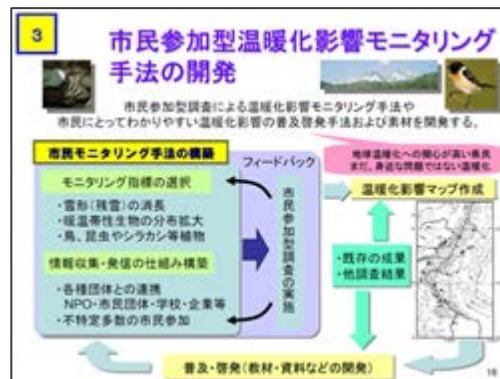 3
市民参加型温暖化影響モニタリング
手法の開発
市民参加型調査による温暖化影響モニタリング手法や
市民にとってわかりやすい温暖化影響の普及啓発手法および素材を開発する。
地球温暖化への関心が高い県民
まだ、身近な問題ではない温暖化
市民モニタリング手法の構築
フィードバック
モニタリング指標の選択
・雪形（残雪）の消長
・暖温帯性生物の分布拡大
・鳥、昆虫やシラカシ等植物
情報収集・発信の仕組み構築
・各種団体との連携
NPO・市民団体・学校・企業等
・不特定多数の市民参加
市民参加型調査の実施
温暖化影響マップ作成
・既存の成果
・他調査結果
普及・啓発（教材・資料などの開発）
16